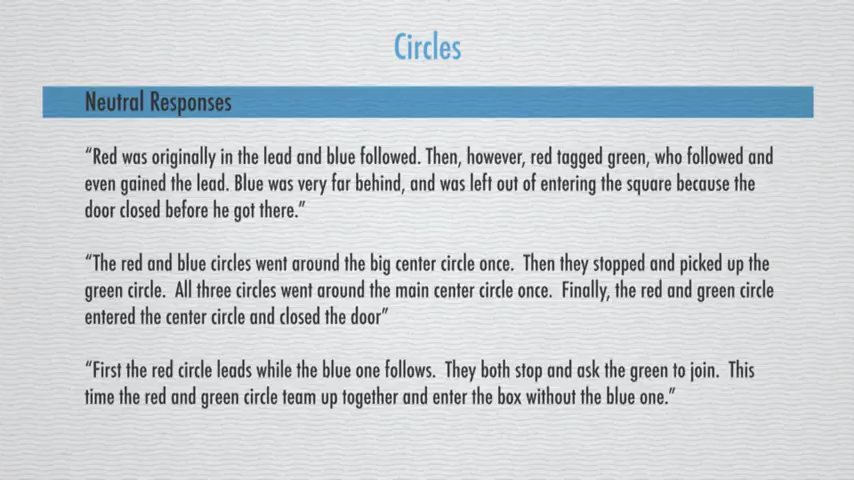 Circles
Neutral Responses
“Red was originally in the lead and blue followed. Then, however, red tagged green, who followed and
even gained the lead. Blue was very far behind, and was left out of entering the square because the
door closed before he got there.”
“The red and blue circles went around the big center circle once.  Then they stopped and picked up the
green circle.  All three circles went around the main center circle once.  Finally, the red and green circle
entered the center circle and closed the door”
“First the red circle leads while the blue one follows.  They both stop and ask the green to join.  This
time the red and green circle team up together and enter the box without the blue one.”